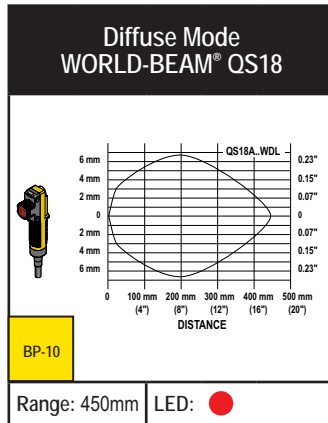 Diffuse Mode
WORLD-BEAM® QS18
QS18A..WDL
6 mm 0.23"
4 mm 0.15"
2 mm 0.07"
0 0
2 mm 0.07"
4 mm 0.15"
6 mm 0.23"
0 100 mm 200 mm 300 mm 400 mm 500 mm
(4") (8") (12") (16") (20")
DISTANCE
BP-10
Range: 450mm LED: